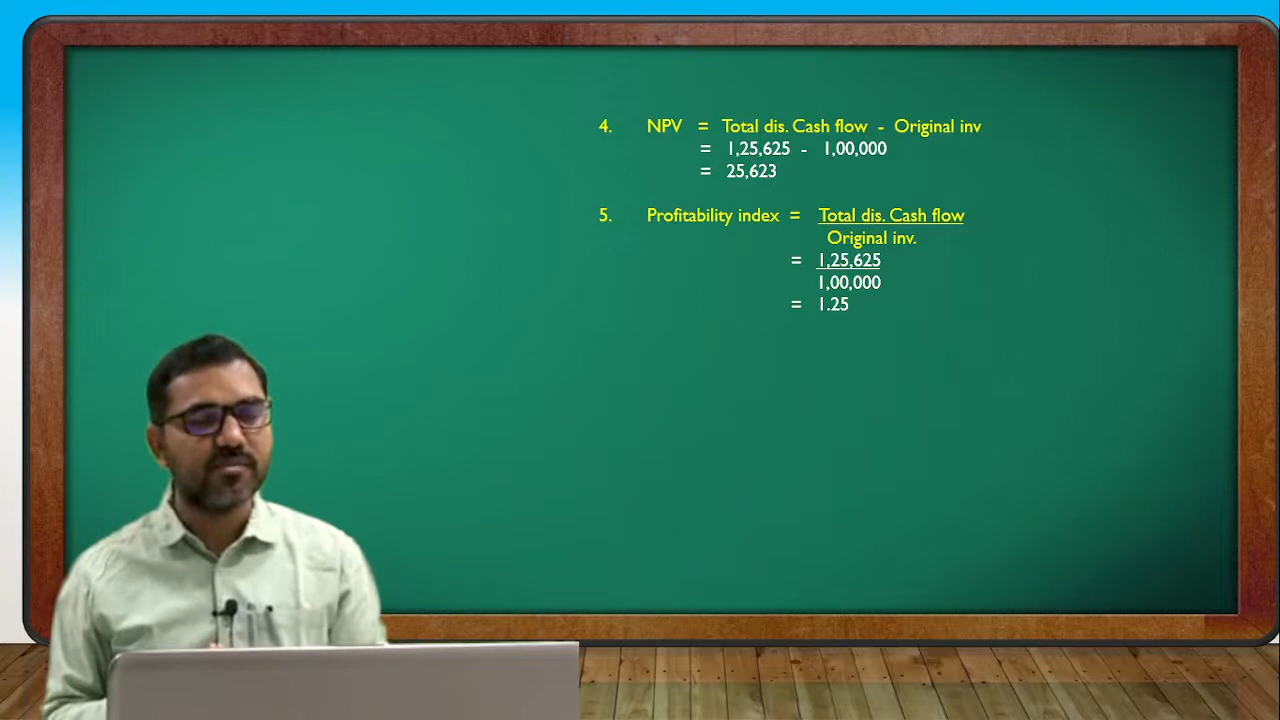 4. NPV = Total dis. Cash flow - Original inv
= 1,25,625 - 1,00,000
= 25,623
5. Profitability index = Total dis. Cash flow
Original inv.
= 1,25,625
1,00,000
= 1.25